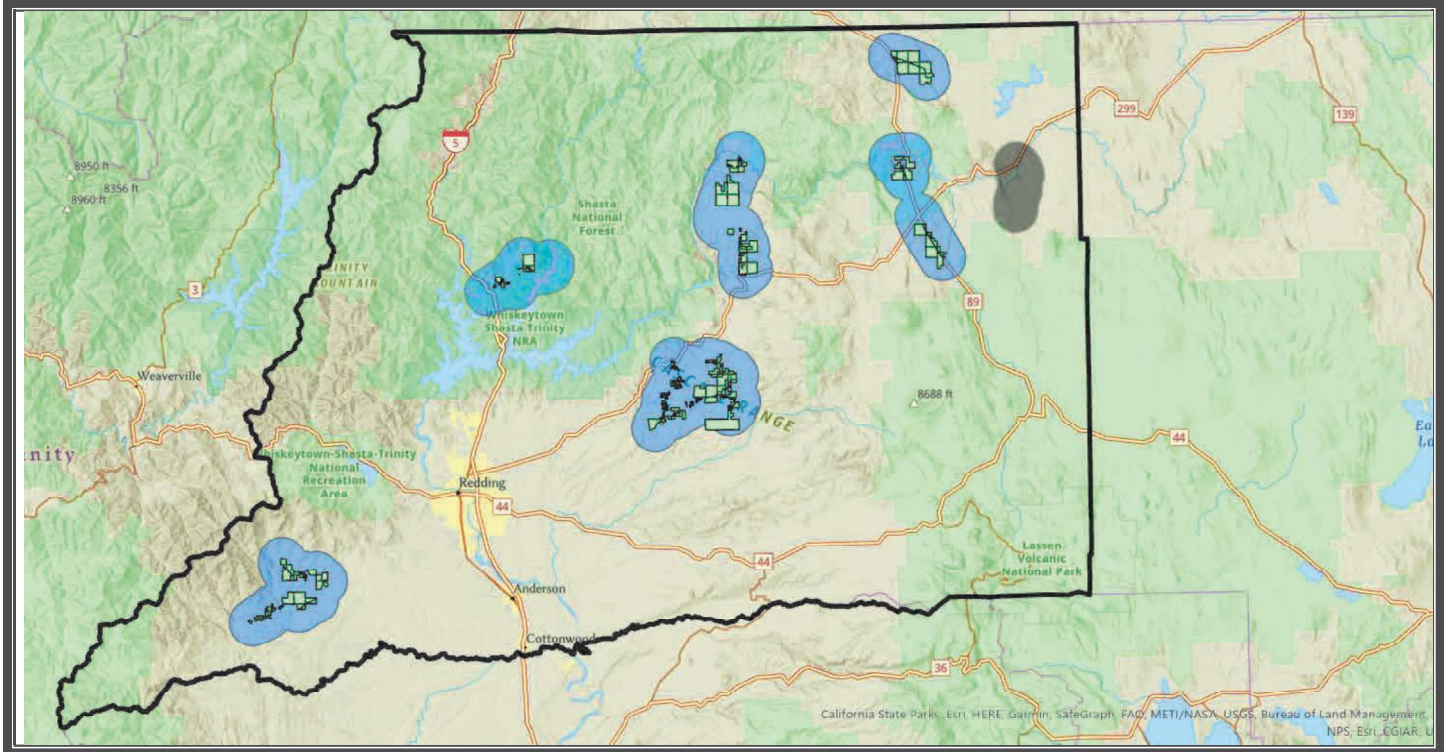 5
299
139
8950 ft
8356 ft
8960 ft
Shasta
National
Forest
MOUNTAIN
3
89
Whiskeytown
Shasta Trinity
NRA
Weaverville
8688 ft
RANGE
44
Whiskeytown-Shasta-Trinity
National
Recreation
Area
Redding
44
Lassen
Volcanic
National Park
44
Anderson
Cottonwood
36
California State Parks, Esri, HERE, Garmin, SafeGraph, FAO, METI/NASA, USGS, Bureau of Land Management,
NPS, Esri, CGIAR, U